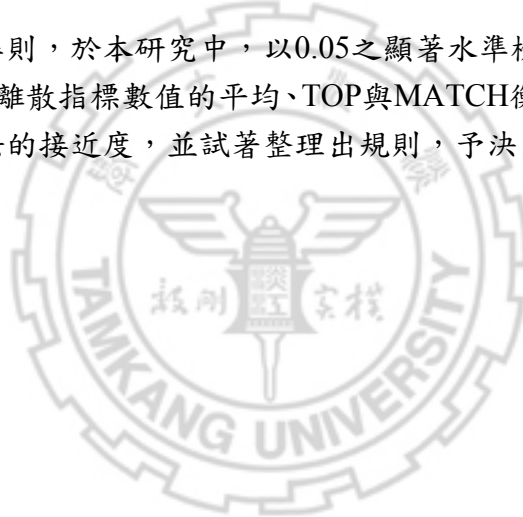 準則，於本研究中，以0.05之顯著水準
離散指標數值的平均、TOP與MATCH
的接近度，並試著整理出規則，予決
淡
江
TAMKANG UNIVERSITY